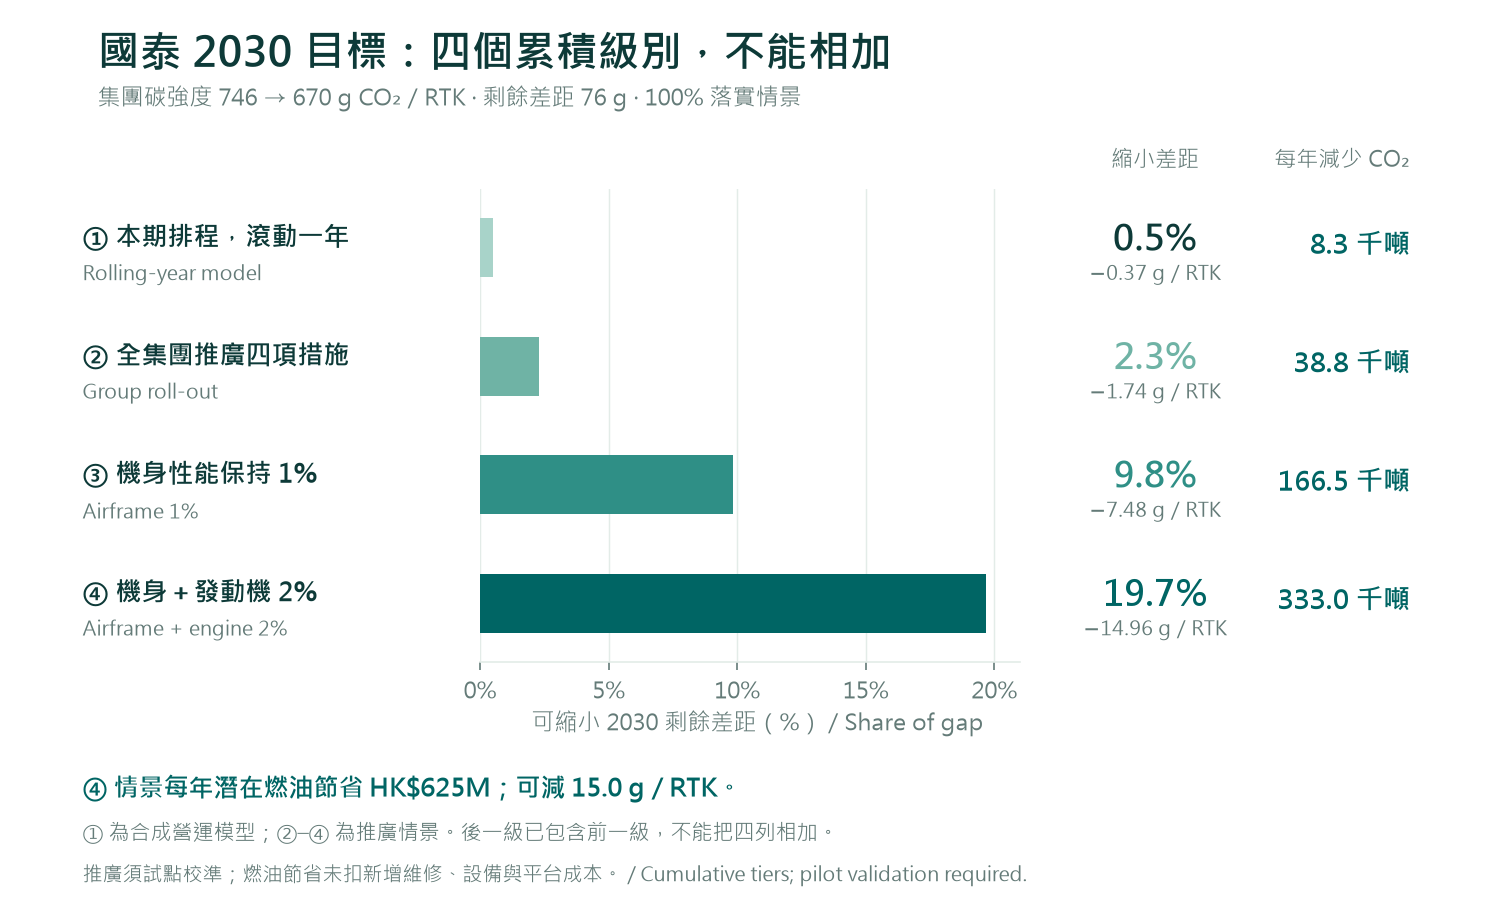 國泰 2030 目標：四個累積級別，不能相加
集團碳強度 746 → 670 g CO₂ / RTK · 剩餘差距 76 g · 100% 落實情景
縮小差距 每年減少 CO₂
① 本期排程，滾動一年 0.5% 8.3 千噸
Rolling-year model −0.37 g / RTK
② 全集團推廣四項措施 2.3% 38.8 千噸
Group roll-out −1.74 g / RTK
③ 機身性能保持 1% 9.8% 166.5 千噸
Airframe 1% −7.48 g / RTK
④ 機身 + 發動機 2% 19.7% 333.0 千噸
Airframe + engine 2% −14.96 g / RTK
0% 5% 10% 15% 20%
可縮小 2030 剩餘差距（%） / Share of gap
④ 情景每年潛在燃油節省 HK$625M；可減 15.0 g / RTK。
① 為合成營運模型；②–④ 為推廣情景。後一級已包含前一級，不能把四列相加。
推廣須試點校準；燃油節省未扣新增維修、設備與平台成本。 / Cumulative tiers; pilot validation required.